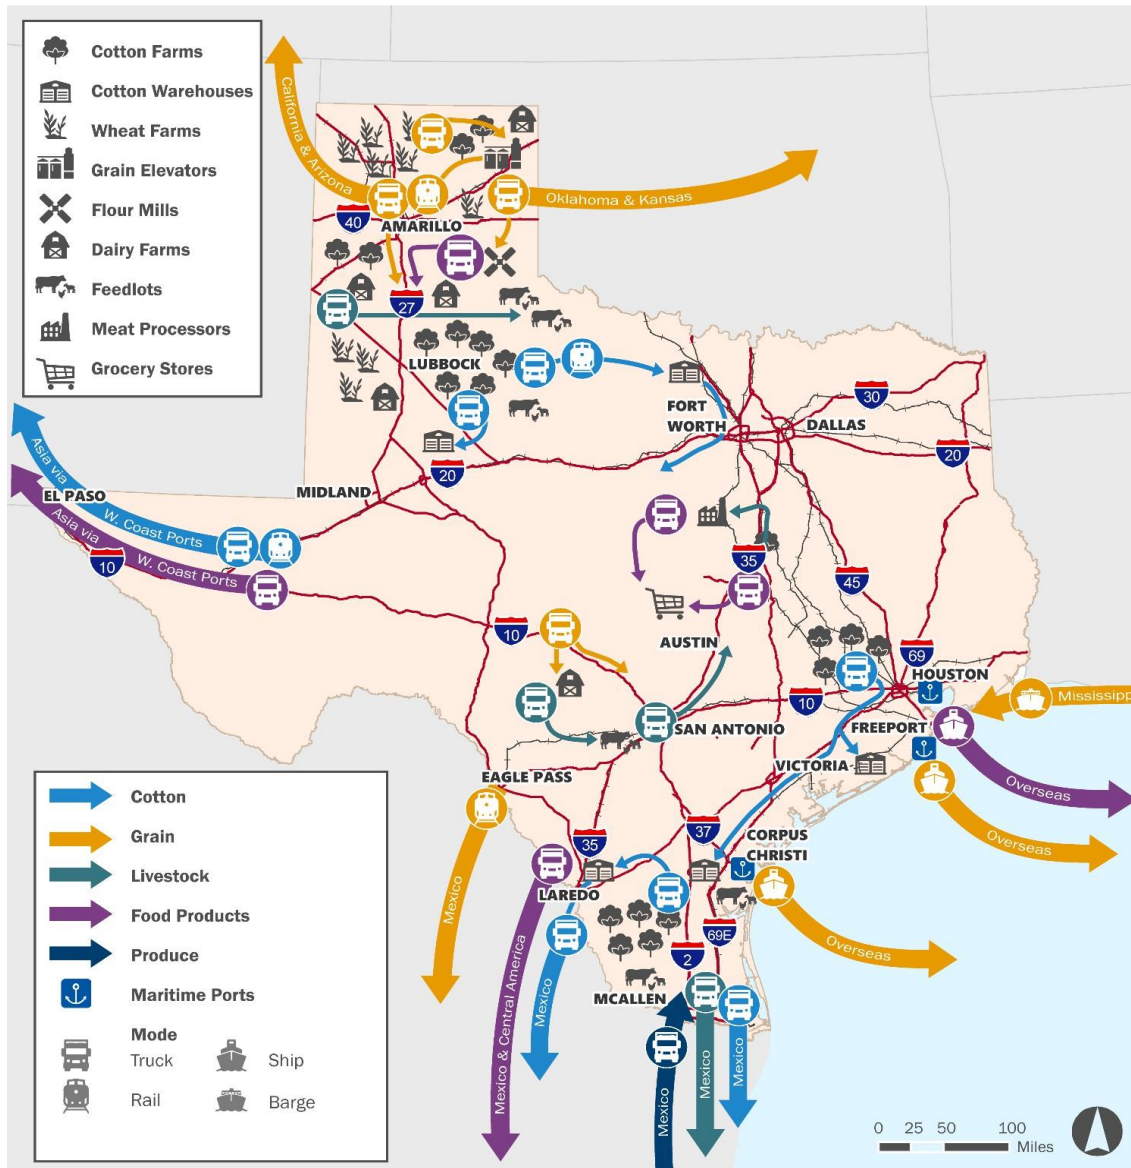 Cotton Farms
Cotton Warehouses
Wheat Farms
Grain Elevators
Flour Mills
Dairy Farms
Feedlots
Meat Processors
Grocery Stores
California & Arizona
Oklahoma & Kansas
40
AMARILLO
27
LUBBOCK
FORT
WORTH
DALLAS
30
20
Asia via
W. Coast Ports
EL PASO
Asia via
W. Coast Ports
MIDLAND
20
10
35
45
10
AUSTIN
69
HOUSTON
10
SAN ANTONIO
FREEPORT
Mississipp
VICTORIA
EAGLE PASS
Overseas
Overseas
37
CORPUS
CHRISTI
35
LAREDO
Overseas
69E
2
MCALLEN
Mexico
Mexico & Central America
Mexico
Mexico
Mexico
Mexico
Cotton
Grain
Livestock
Food Products
Produce
Maritime Ports
Mode
Truck
Ship
Rail
Barge
0 25 50 100
Miles